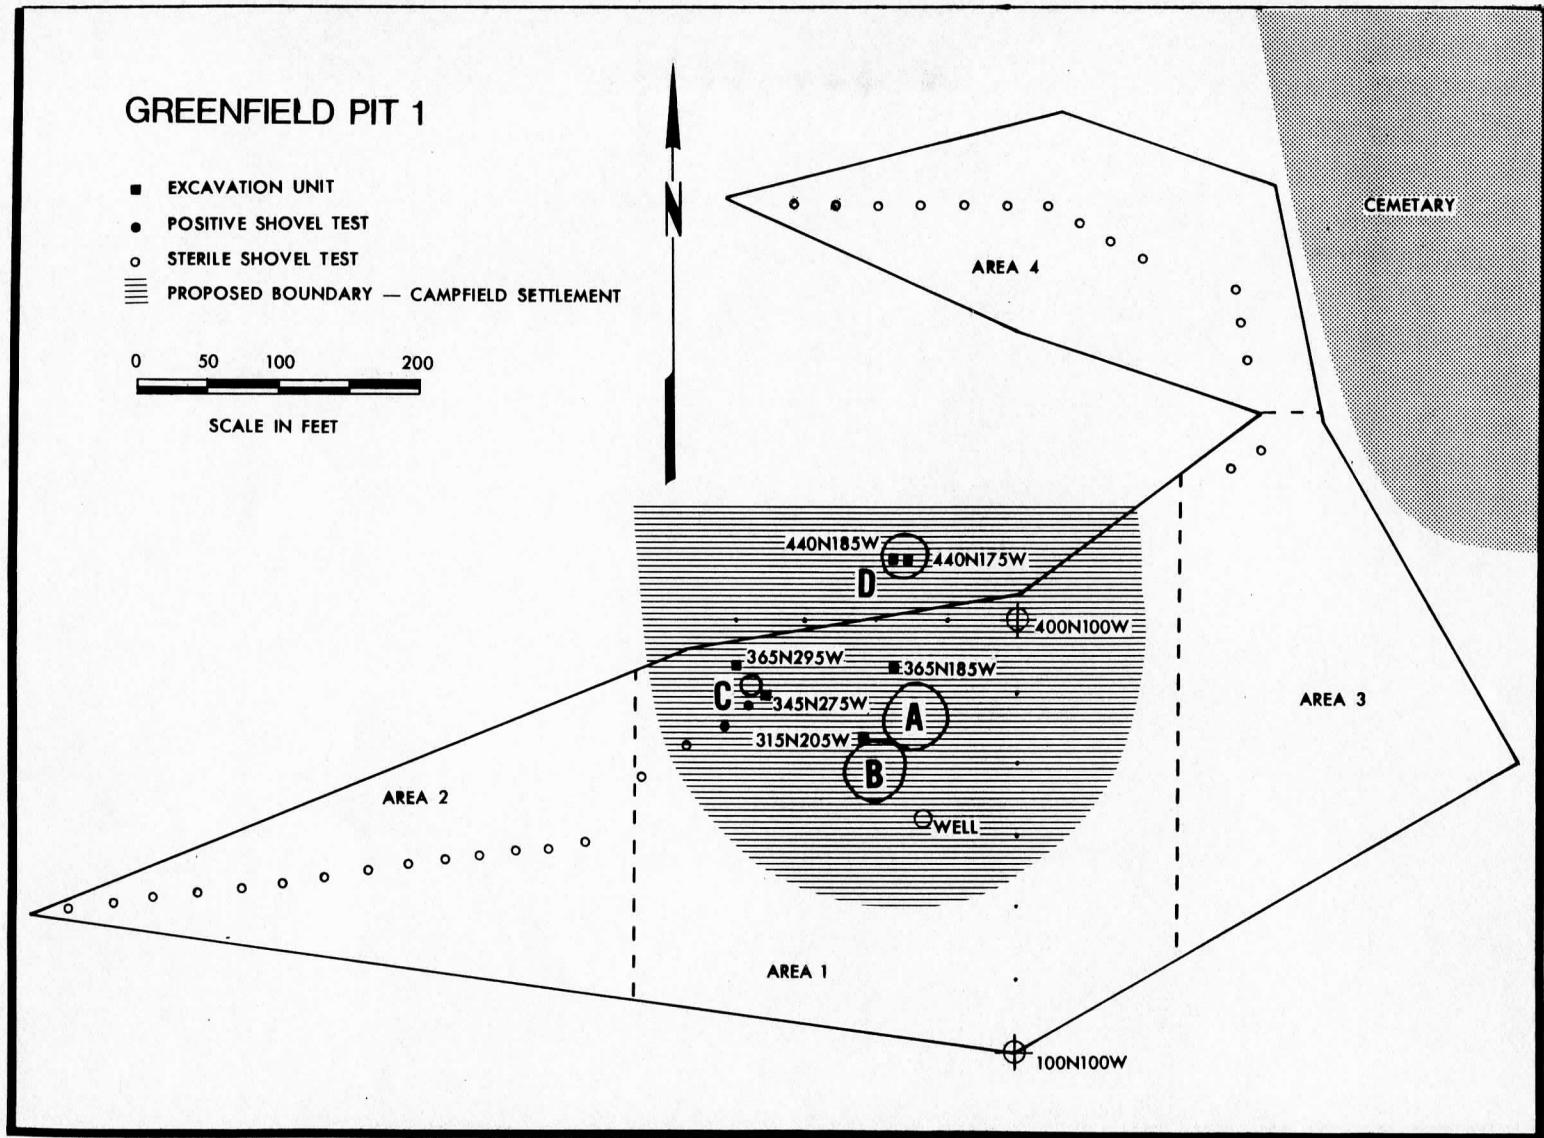 GREENFIELD PIT 1
EXCAVATION UNIT
POSITIVE SHOVEL TEST
STERILE SHOVEL TEST
PROPOSED BOUNDARY — CAMPFIELD SETTLEMENT
0 50 100 200
SCALE IN FEET
N
CEMETARY
AREA 4
440N185W
440N175W
D
400N100W
365N295W
365N185W
C
345N275W
A
315N205W
B
WELL
AREA 3
AREA 2
AREA 1
100N100W